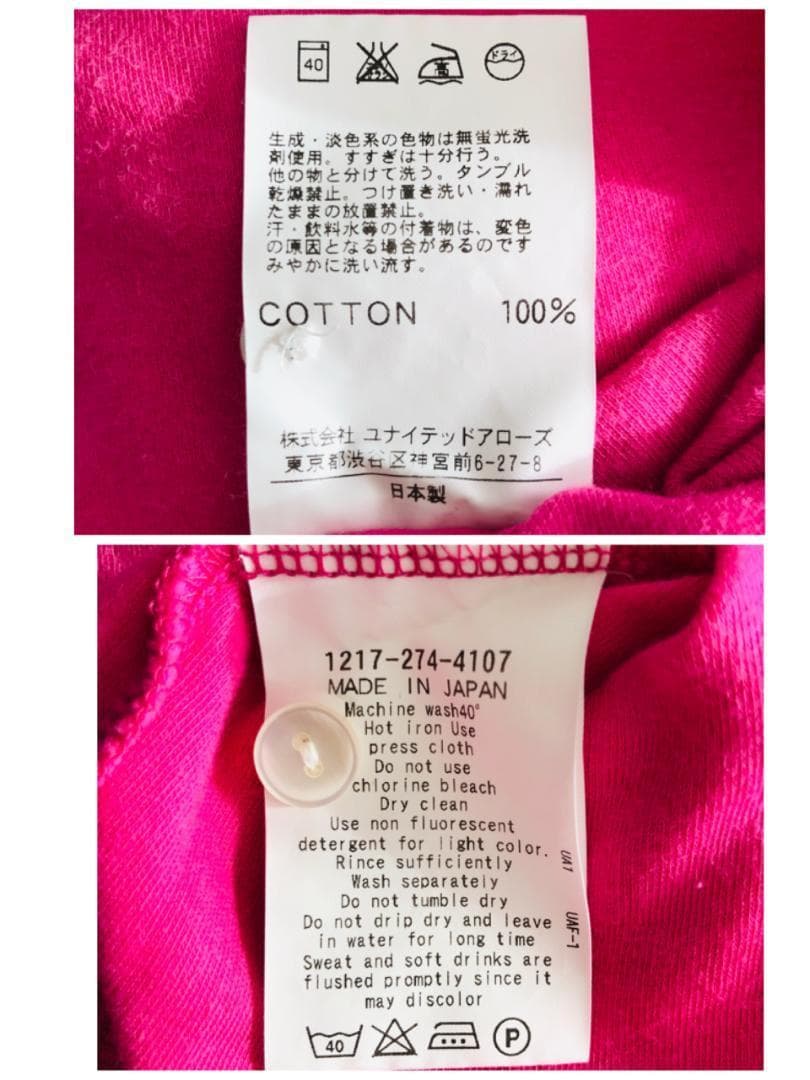 40 高 ドライ
生成・淡色系の色物は無蛍光洗
剤使用。すすぎは十分行う。
他の物と分けて洗う。タンブル
乾燥禁止。つけ置き洗い・濡れ
たままの放置禁止。
汗・飲料水等の付着物は、変色
の原因となる場合があるのです
みやかに洗い流す。
COTTON 100%
株式会社 ユナイテッドアローズ
東京都渋谷区神宮前6-27-8
日本製
1217-274-4107
MADE IN JAPAN
Machine wash40°
Hot iron Use
press cloth
Do not use
chlorine bleach
Dry clean
Use non fluorescent
detergent for light color.
Rince sufficiently
Wash separately
Do not tumble dry
Do not drip dry and leave
in water for long time
Sweat and soft drinks are
flushed promptly since it
may discolor
UA1
UAF-1
40 P